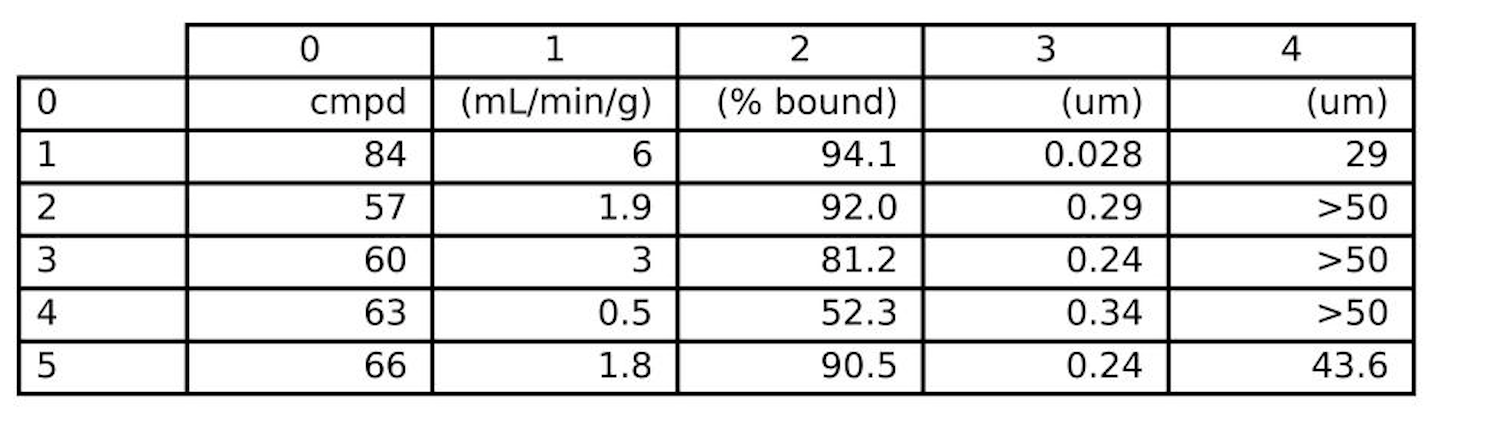 0 1 2 3 4
0 cmpd (mL/min/g) (% bound) (um) (um)
1 84 6 94.1 0.028 29
2 57 1.9 92.0 0.29 >50
3 60 3 81.2 0.24 >50
4 63 0.5 52.3 0.34 >50
5 66 1.8 90.5 0.24 43.6